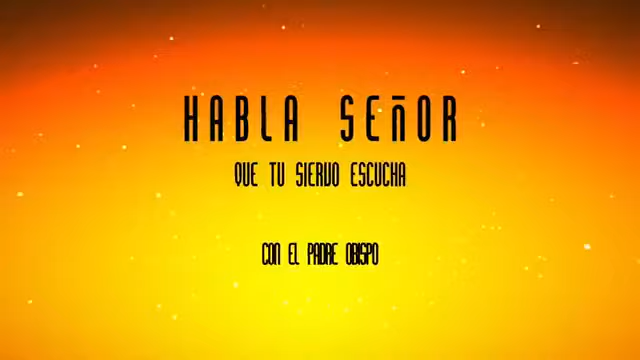 HABLA SEñOR
QUE TU SIERVO ESCUCHA
CON EL PADRE OBISPO